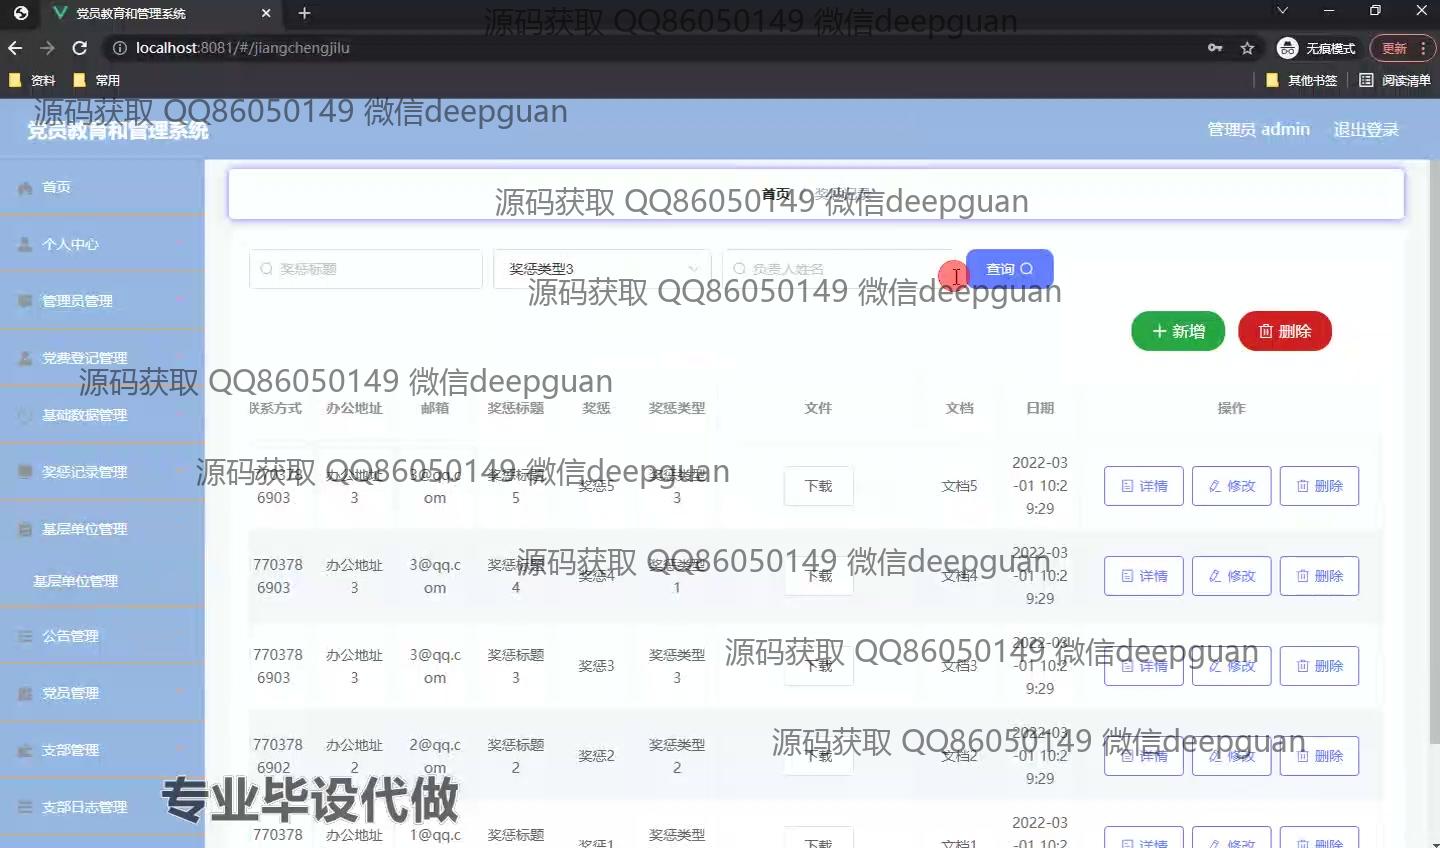 党员教育和管理系统
源码获取 QQ86050149 微信deepguan
localhost:8081/#/jiangchengjilu
无痕模式
更新
资料
常用
其他书签
阅读清单
源码获取 QQ86050149 微信deepguan
党员教育和管理系统
管理员 admin
退出登录
首页
首页
奖惩记录
源码获取 QQ86050149 微信deepguan
个人中心
奖惩标题
奖惩类型3
负责人姓名
查询
源码获取 QQ86050149 微信deepguan
管理员管理
新增
删除
党费登记管理
源码获取 QQ86050149 微信deepguan
基础数据管理
联系方式 办公地址 邮箱 奖惩标题 奖惩 奖惩类型 文件 文档 日期 操作
奖惩记录管理
源码获取 QQ86050149 微信deepguan
770378
6903
办公地址
3
3@qq.c
om
奖惩标题
5
奖惩5
奖惩类型
3
下载
文档5
2022-03
-01 10:2
9:29
详情
修改
删除
基层单位管理
基层单位管理
源码获取 QQ86050149 微信deepguan
770378
6903
办公地址
3
3@qq.c
om
奖惩标题
4
奖惩4
奖惩类型
1
下载
文档4
2022-03
-01 10:2
9:29
详情
修改
删除
公告管理
源码获取 QQ86050149 微信deepguan
770378
6903
办公地址
3
3@qq.c
om
奖惩标题
3
奖惩3
奖惩类型
3
下载
文档3
2022-03
-01 10:2
9:29
详情
修改
删除
党员管理
支部管理
源码获取 QQ86050149 微信deepguan
770378
6902
办公地址
2
2@qq.c
om
奖惩标题
2
奖惩2
奖惩类型
2
下载
文档2
2022-03
-01 10:2
9:29
详情
修改
删除
支部日志管理
专业毕设代做
770378
办公地址
1@qq.c
奖惩标题
奖惩1
奖惩类型
下载
文档1
2022-03
-01 10:2
详情
修改
删除